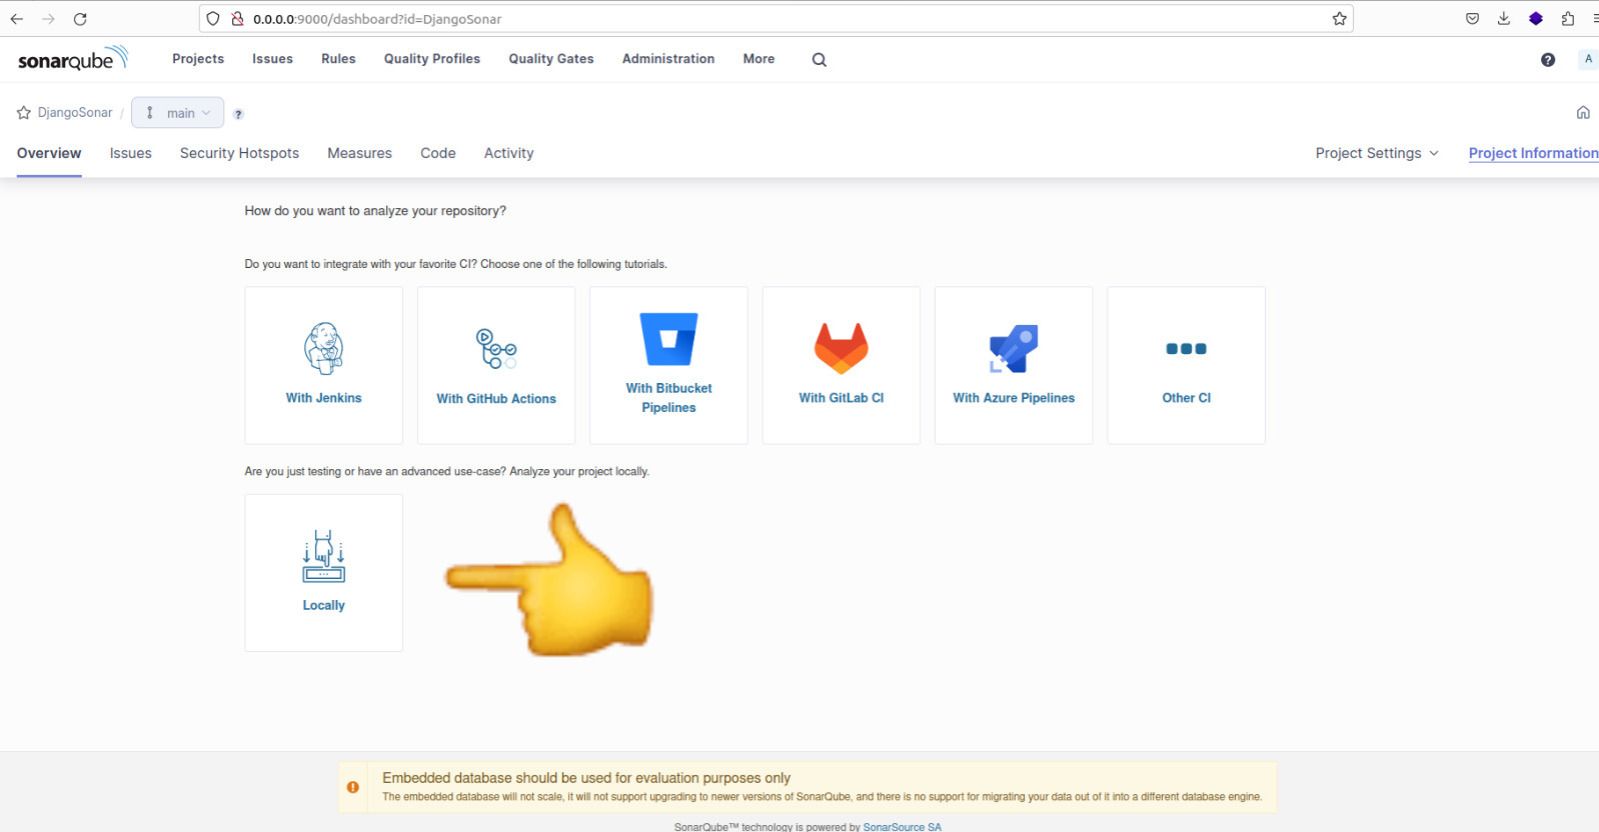 0.0.0.0:9000/dashboard?id=DjangoSonar
sonarqube Projects Issues Rules Quality Profiles Quality Gates Administration More ? A
DjangoSonar / main ?
Overview Issues Security Hotspots Measures Code Activity Project Settings Project Information
How do you want to analyze your repository?
Do you want to integrate with your favorite CI? Choose one of the following tutorials.
With Jenkins
With GitHub Actions
With Bitbucket
Pipelines
With GitLab CI
With Azure Pipelines
Other CI
Are you just testing or have an advanced use-case? Analyze your project locally.
Locally
Embedded database should be used for evaluation purposes only
The embedded database will not scale, it will not support upgrading to newer versions of SonarQube, and there is no support for migrating your data out of it into a different database engine.
SonarQube™ technology is powered by SonarSource SA